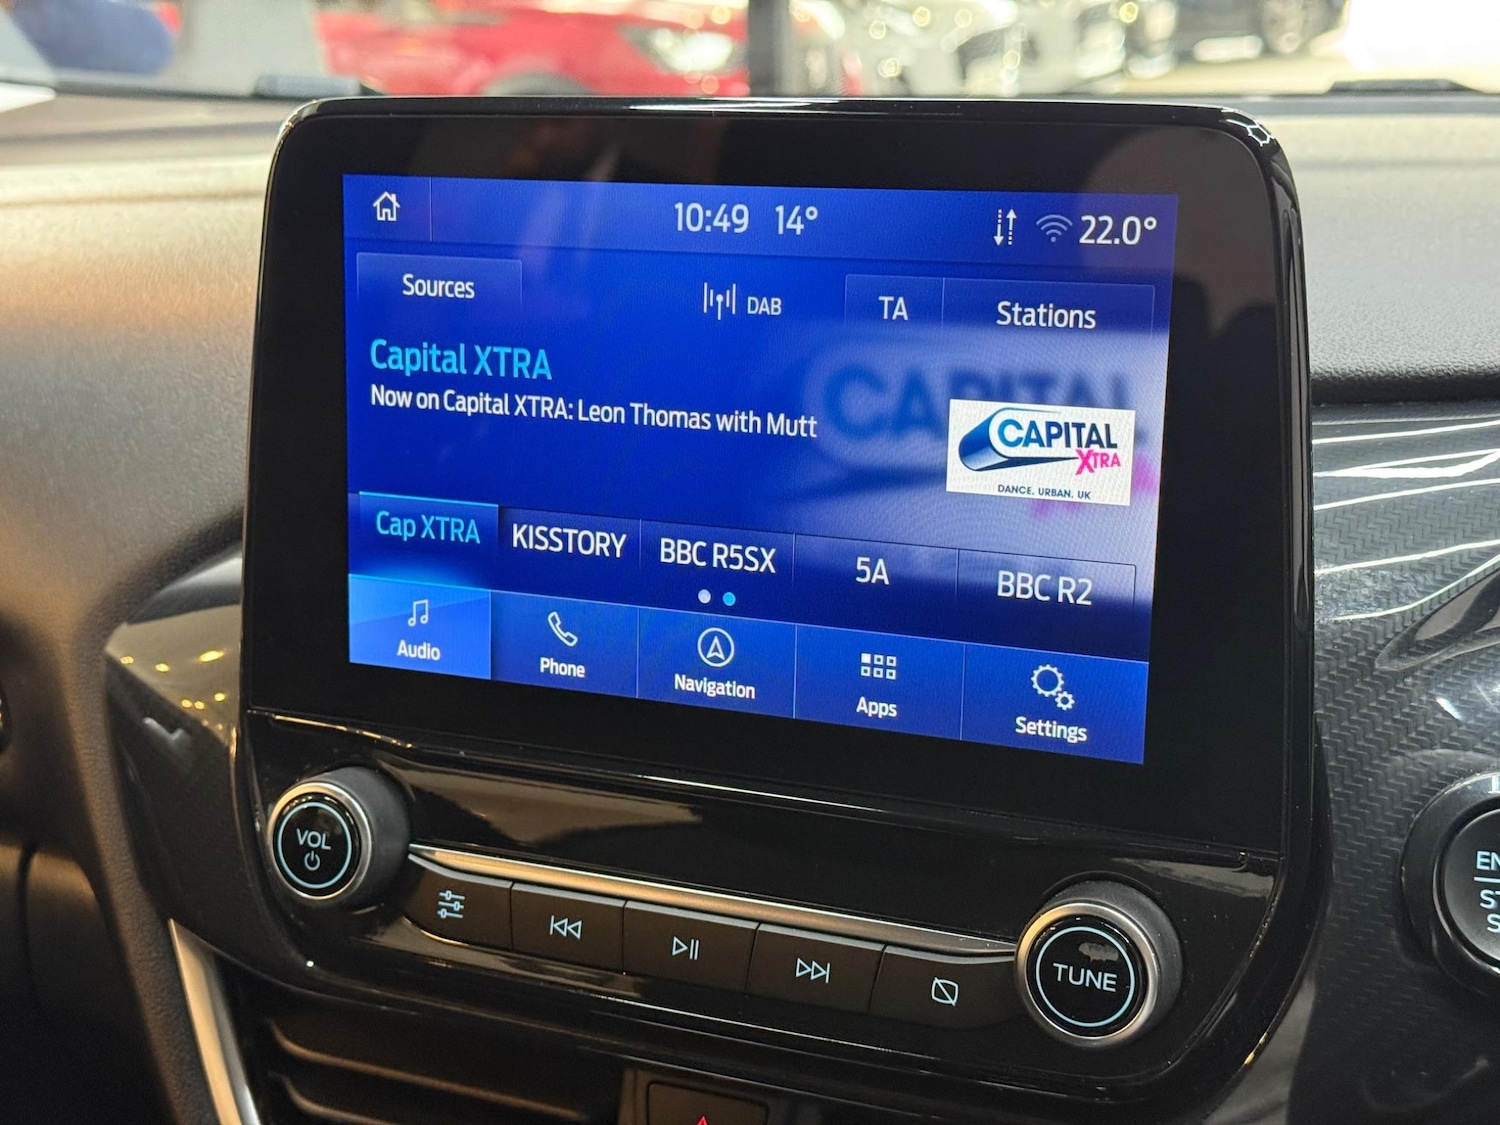 10:49 14° 22.0°
Sources DAB TA Stations
Capital XTRA
Now on Capital XTRA: Leon Thomas with Mutt
CAPITAL
XTRA
DANCE. URBAN. UK
Cap XTRA KISSTORY BBC R5SX 5A BBC R2
Audio Phone Navigation Apps Settings
VOL
TUNE